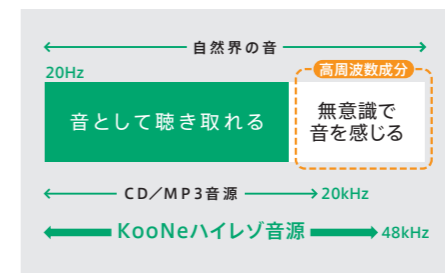 自然界の音
20Hz
高周波数成分
音として聴き取れる
無意識で
音を感じる
CD／MP3音源
20kHz
KooNeハイレゾ音源
48kHz